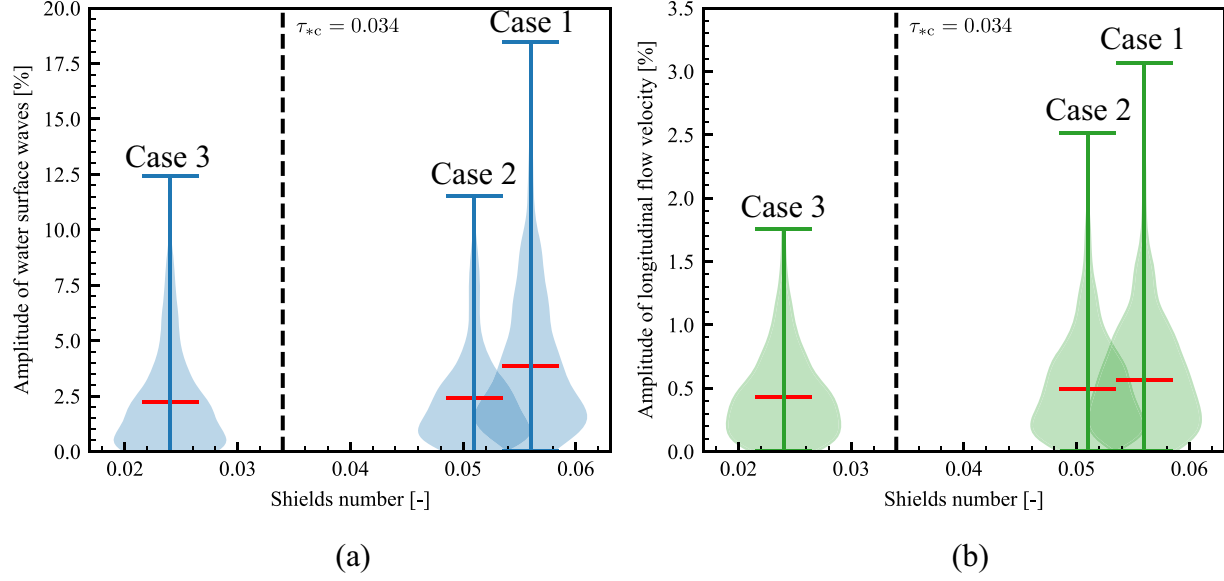 Amplitude of water surface waves [%]
20.0
17.5
15.0
12.5
10.0
7.5
5.0
2.5
0.0
τ*c = 0.034
Case 1
Case 2
Case 3
0.02 0.03 0.04 0.05 0.06
Shields number [-]
(a)
Amplitude of longitudinal flow velocity [%]
3.5
3.0
2.5
2.0
1.5
1.0
0.5
0.0
τ*c = 0.034
Case 1
Case 2
Case 3
0.02 0.03 0.04 0.05 0.06
Shields number [-]
(b)